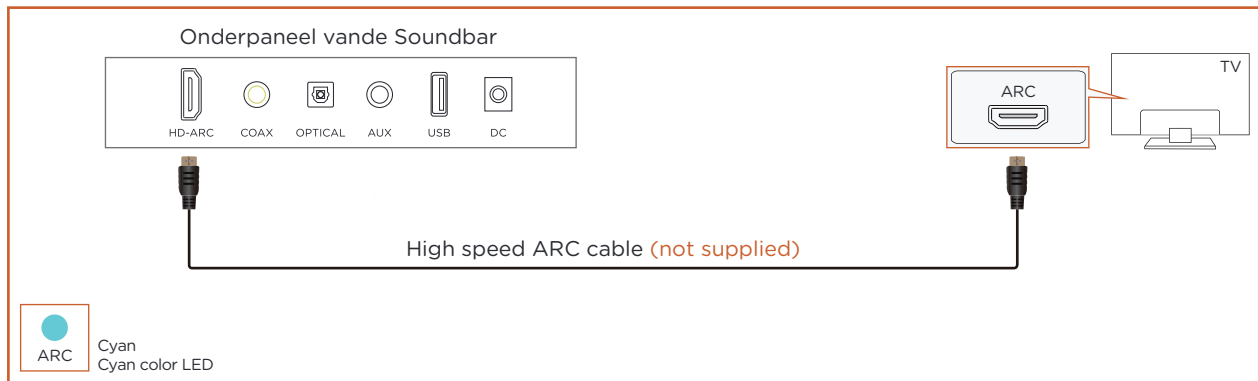 Onderpaneel vande Soundbar
HD-ARC COAX OPTICAL AUX USB DC
TV
ARC
High speed ARC cable (not supplied)
ARC
Cyan
Cyan color LED